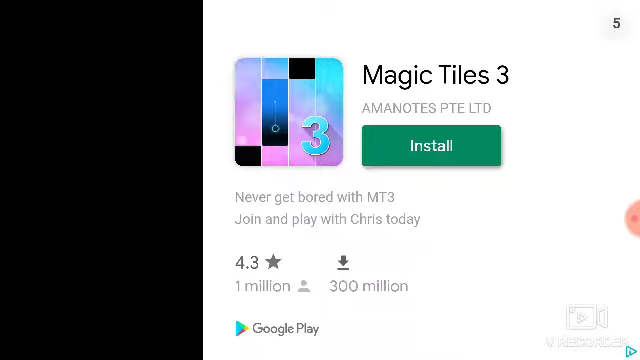 5
Magic Tiles 3
AMANOTES PTE LTD
Install
3
Never get bored with MT3
Join and play with Chris today
4.3
1 million
300 million
Google Play
V RECORDER